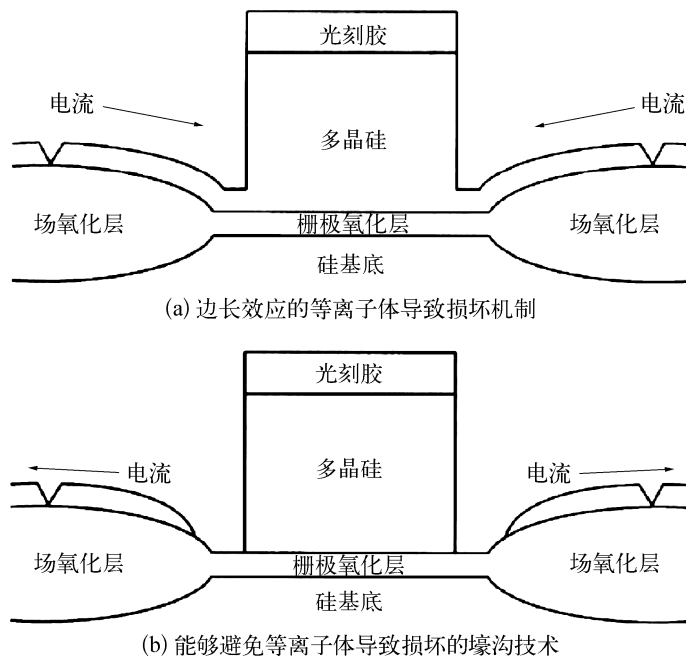 光刻胶
电流
电流
多晶硅
场氧化层
栅极氧化层
场氧化层
硅基底
(a) 边长效应的等离子体导致损坏机制
光刻胶
电流
多晶硅
电流
场氧化层
栅极氧化层
场氧化层
硅基底
(b) 能够避免等离子体导致损坏的壕沟技术